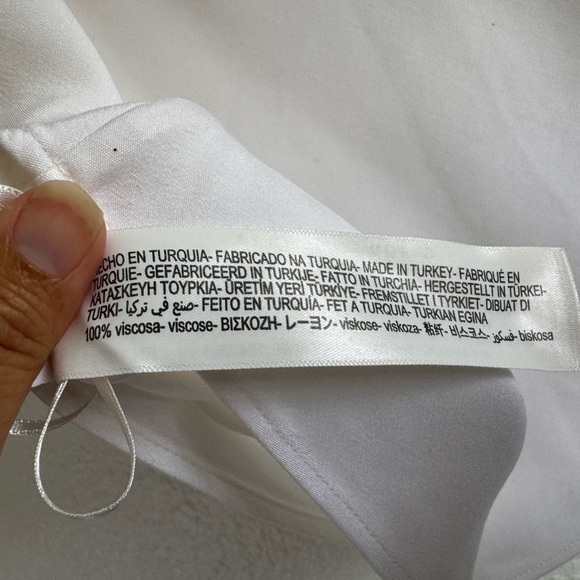 HECHO EN TURQUIA- FABRICADO NA TURQUIA- MADE IN TURKEY- FABRIQUÉ EN
TURQUIE- GEFABRICEERD IN TURKIJE- FATTO IN TURCHIA- HERGESTELLT IN TÜRKEI-
ΚΑΤΑΣΚΕΥΗ ΤΟΥΡΚΙΑ- ÜRETİM YERİ TÜRKİYE- FREMSTILLET I TYRKIET- DIBUAT DI
TURKI- صنع في تركيا- FEITO EN TURQUÍA- FET A TURQUIA- TURKIAN EGINA
100% viscosa- viscose- ΒΙΣΚΟΖΗ- レーヨン- viskose- viskoza- 粘纤- 비스코스- فسكوز- biskosa